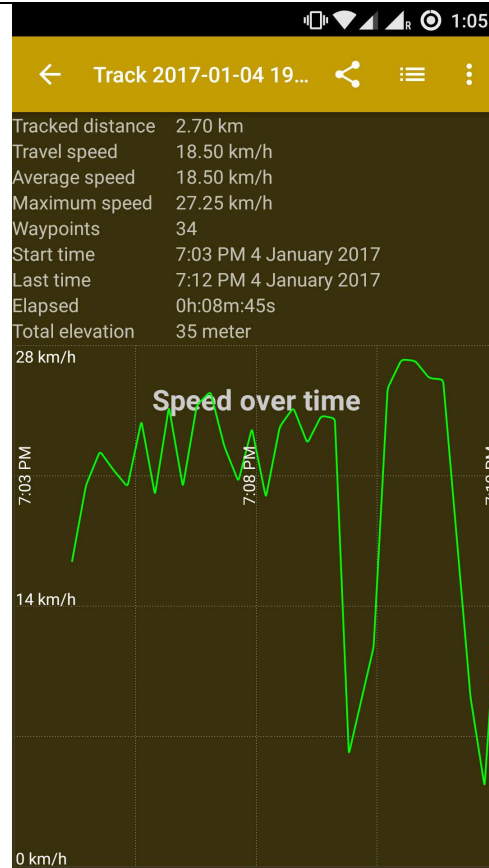 R 1:05
Track 2017-01-04 19...
Tracked distance 2.70 km
Travel speed 18.50 km/h
Average speed 18.50 km/h
Maximum speed 27.25 km/h
Waypoints 34
Start time 7:03 PM 4 January 2017
Last time 7:12 PM 4 January 2017
Elapsed 0h:08m:45s
Total elevation 35 meter
28 km/h
Speed over time
7:03 PM
7:08 PM
14 km/h
0 km/h